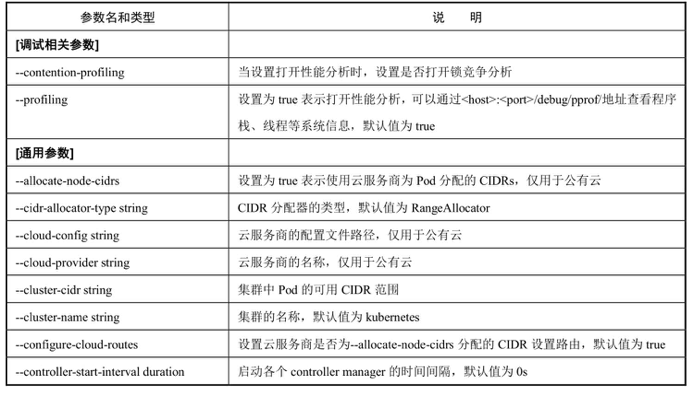 参数名和类型 说 明
[调试相关参数]
--contention-profiling 当设置打开性能分析时，设置是否打开锁竞争分析
--profiling 设置为 true 表示打开性能分析，可以通过<host>:<port>/debug/pprof/地址查看程序
栈、线程等系统信息，默认值为 true
[通用参数]
--allocate-node-cidrs 设置为 true 表示使用云服务商为 Pod 分配的 CIDRs，仅用于公有云
--cidr-allocator-type string CIDR 分配器的类型，默认值为 RangeAllocator
--cloud-config string 云服务商的配置文件路径，仅用于公有云
--cloud-provider string 云服务商的名称，仅用于公有云
--cluster-cidr string 集群中 Pod 的可用 CIDR 范围
--cluster-name string 集群的名称，默认值为 kubernetes
--configure-cloud-routes 设置云服务商是否为--allocate-node-cidrs 分配的 CIDR 设置路由，默认值为 true
--controller-start-interval duration 启动各个 controller manager 的时间间隔，默认值为 0s